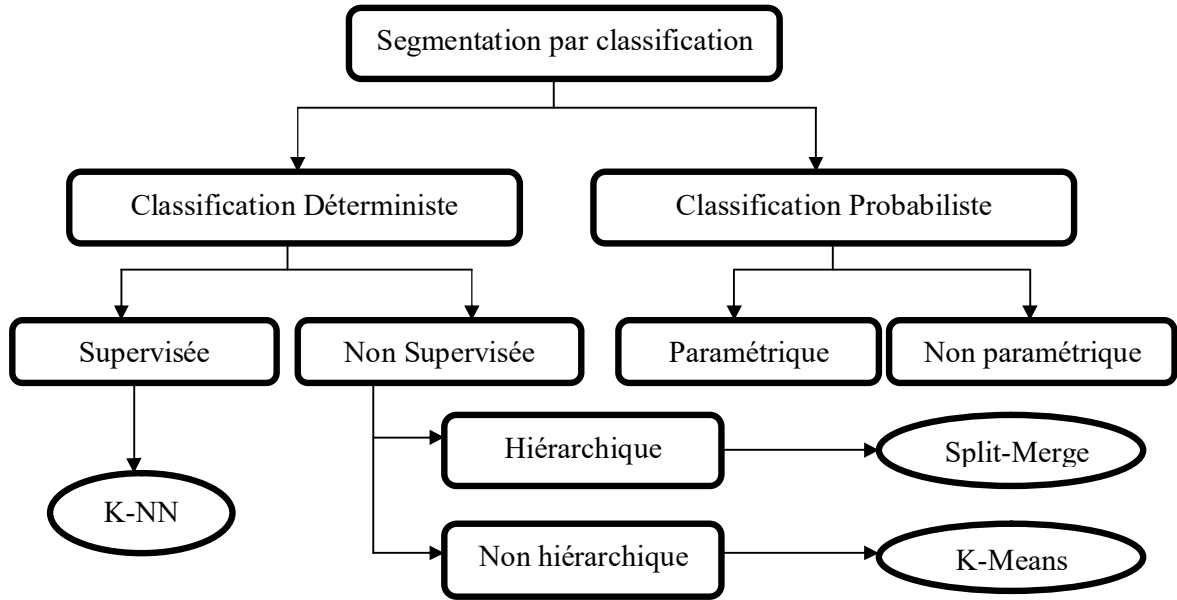 Segmentation par classification
Classification Déterministe
Classification Probabiliste
Supervisée
Non Supervisée
Paramétrique
Non paramétrique
Hiérarchique
Split-Merge
K-NN
Non hiérarchique
K-Means